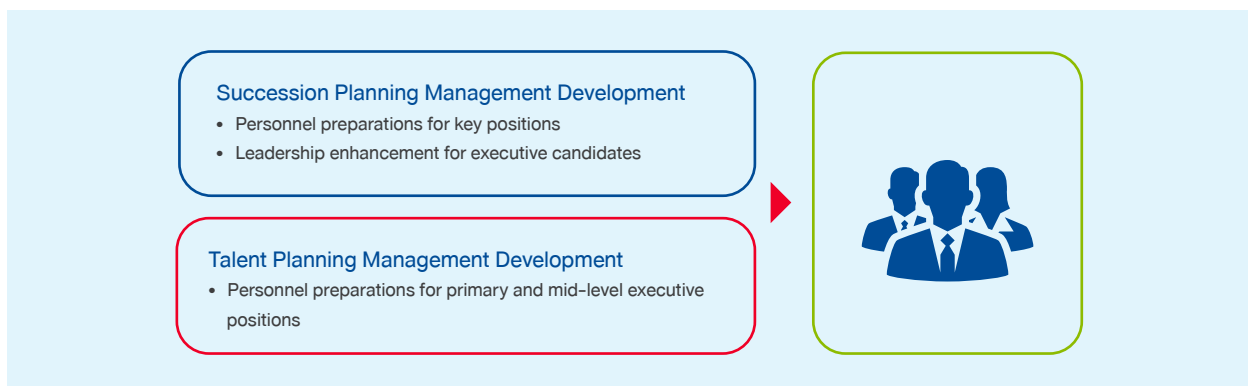 Succession Planning Management Development
• Personnel preparations for key positions
• Leadership enhancement for executive candidates
Talent Planning Management Development
• Personnel preparations for primary and mid-level executive
positions